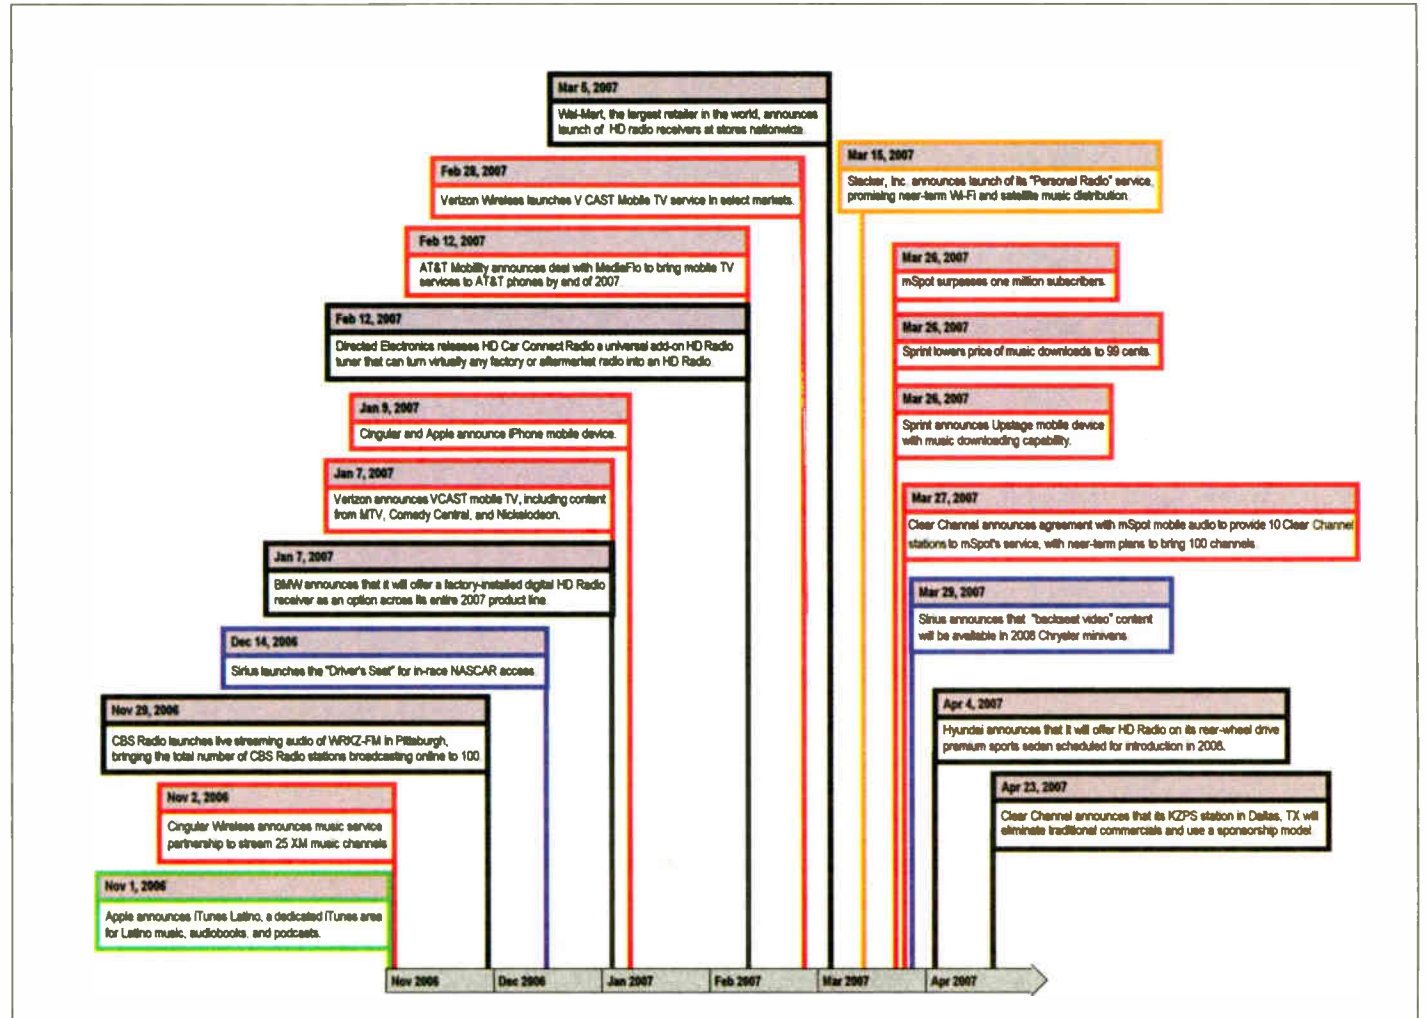 Mar 5, 2007
Wal-Mart, the largest retailer in the world, announces
launch of HD radio receivers at stores nationwide.
Mar 15, 2007
Slacker, Inc. announces launch of its "Personal Radio" service,
promising near-term Wi-Fi and satellite music distribution.
Feb 28, 2007
Verizon Wireless launches V CAST Mobile TV service in select markets.
Feb 12, 2007
AT&T Mobility announces deal with MediaFlo to bring mobile TV
services to AT&T phones by end of 2007.
Mar 26, 2007
mSpot surpasses one million subscribers.
Feb 12, 2007
Directed Electronics releases HD Car Connect Radio a universal add-on HD Radio
tuner that can turn virtually any factory or aftermarket radio into an HD Radio.
Mar 26, 2007
Sprint lowers price of music downloads to 99 cents.
Jan 9, 2007
Cingular and Apple announce iPhone mobile device.
Mar 26, 2007
Sprint announces Upstage mobile device
with music downloading capability.
Jan 7, 2007
Verizon announces VCAST mobile TV, including content
from MTV, Comedy Central, and Nickelodeon.
Mar 27, 2007
Clear Channel announces agreement with mSpot mobile audio to provide 10 Clear Channel
stations to mSpot's service, with near-term plans to bring 100 channels.
Jan 7, 2007
BMW announces that it will offer a factory-installed digital HD Radio
receiver as an option across its entire 2007 product line.
Mar 29, 2007
Sirius announces that "backseat video" content
will be available in 2008 Chrysler minivans.
Dec 14, 2006
Sirius launches the "Driver's Seat" for in-race NASCAR access.
Nov 29, 2006
CBS Radio launches live streaming audio of WRKZ-FM in Pittsburgh,
bringing the total number of CBS Radio stations broadcasting online to 100.
Apr 4, 2007
Hyundai announces that it will offer HD Radio on its rear-wheel drive
premium sports sedan scheduled for introduction in 2008.
Nov 2, 2006
Cingular Wireless announces music service
partnership to stream 25 XM music channels
Apr 23, 2007
Clear Channel announces that its KZPS station in Dallas, TX will
eliminate traditional commercials and use a sponsorship model.
Nov 1, 2006
Apple announces iTunes Latino, a dedicated iTunes area
for Latino music, audiobooks, and podcasts.
Nov 2006
Dec 2006
Jan 2007
Feb 2007
Mar 2007
Apr 2007